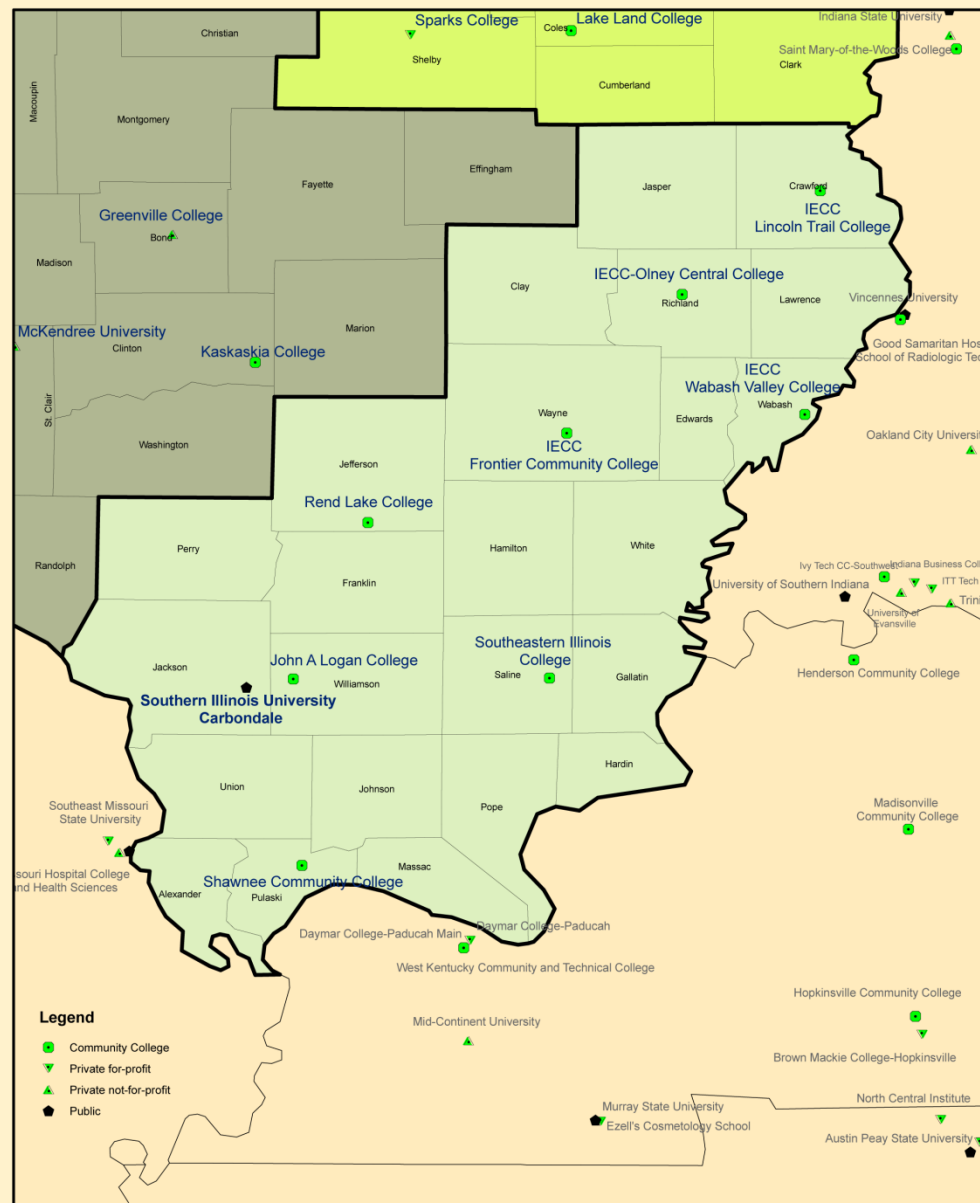 Sparks College
Lake Land College
Indiana State University
Christian
Coles
Saint Mary-of-the-Woods College
Shelby
Clark
Macoupin
Cumberland
Montgomery
Effingham
Fayette
Jasper
Crawford
Greenville College
IECC
Lincoln Trail College
Bond
Madison
Clay
IECC-Olney Central College
Richland
Lawrence
Vincennes University
McKendree University
Marion
Clinton
Kaskaskia College
Good Samaritan Hos
School of Radiologic Tec
IECC
Wabash Valley College
St. Clair
Wayne
Edwards
Wabash
Washington
IECC
Frontier Community College
Oakland City Universit
Jefferson
Rend Lake College
Perry
Hamilton
White
Randolph
Franklin
Ivy Tech CC-Southwest
Indiana Business Col
University of Southern Indiana
ITT Tech
Trini
University of
Evansville
Jackson
John A Logan College
Williamson
Southeastern Illinois
College
Saline
Gallatin
Henderson Community College
Southern Illinois University
Carbondale
Hardin
Union
Johnson
Pope
Southeast Missouri
State University
Madisonville
Community College
souri Hospital College
and Health Sciences
Massac
Shawnee Community College
Alexander
Pulaski
Daymar College-Paducah Main
Daymar College-Paducah
West Kentucky Community and Technical College
Hopkinsville Community College
Legend
Mid-Continent University
Community College
Brown Mackie College-Hopkinsville
Private for-profit
Private not-for-profit
Public
North Central Institute
Murray State University
Ezell's Cosmetology School
Austin Peay State University